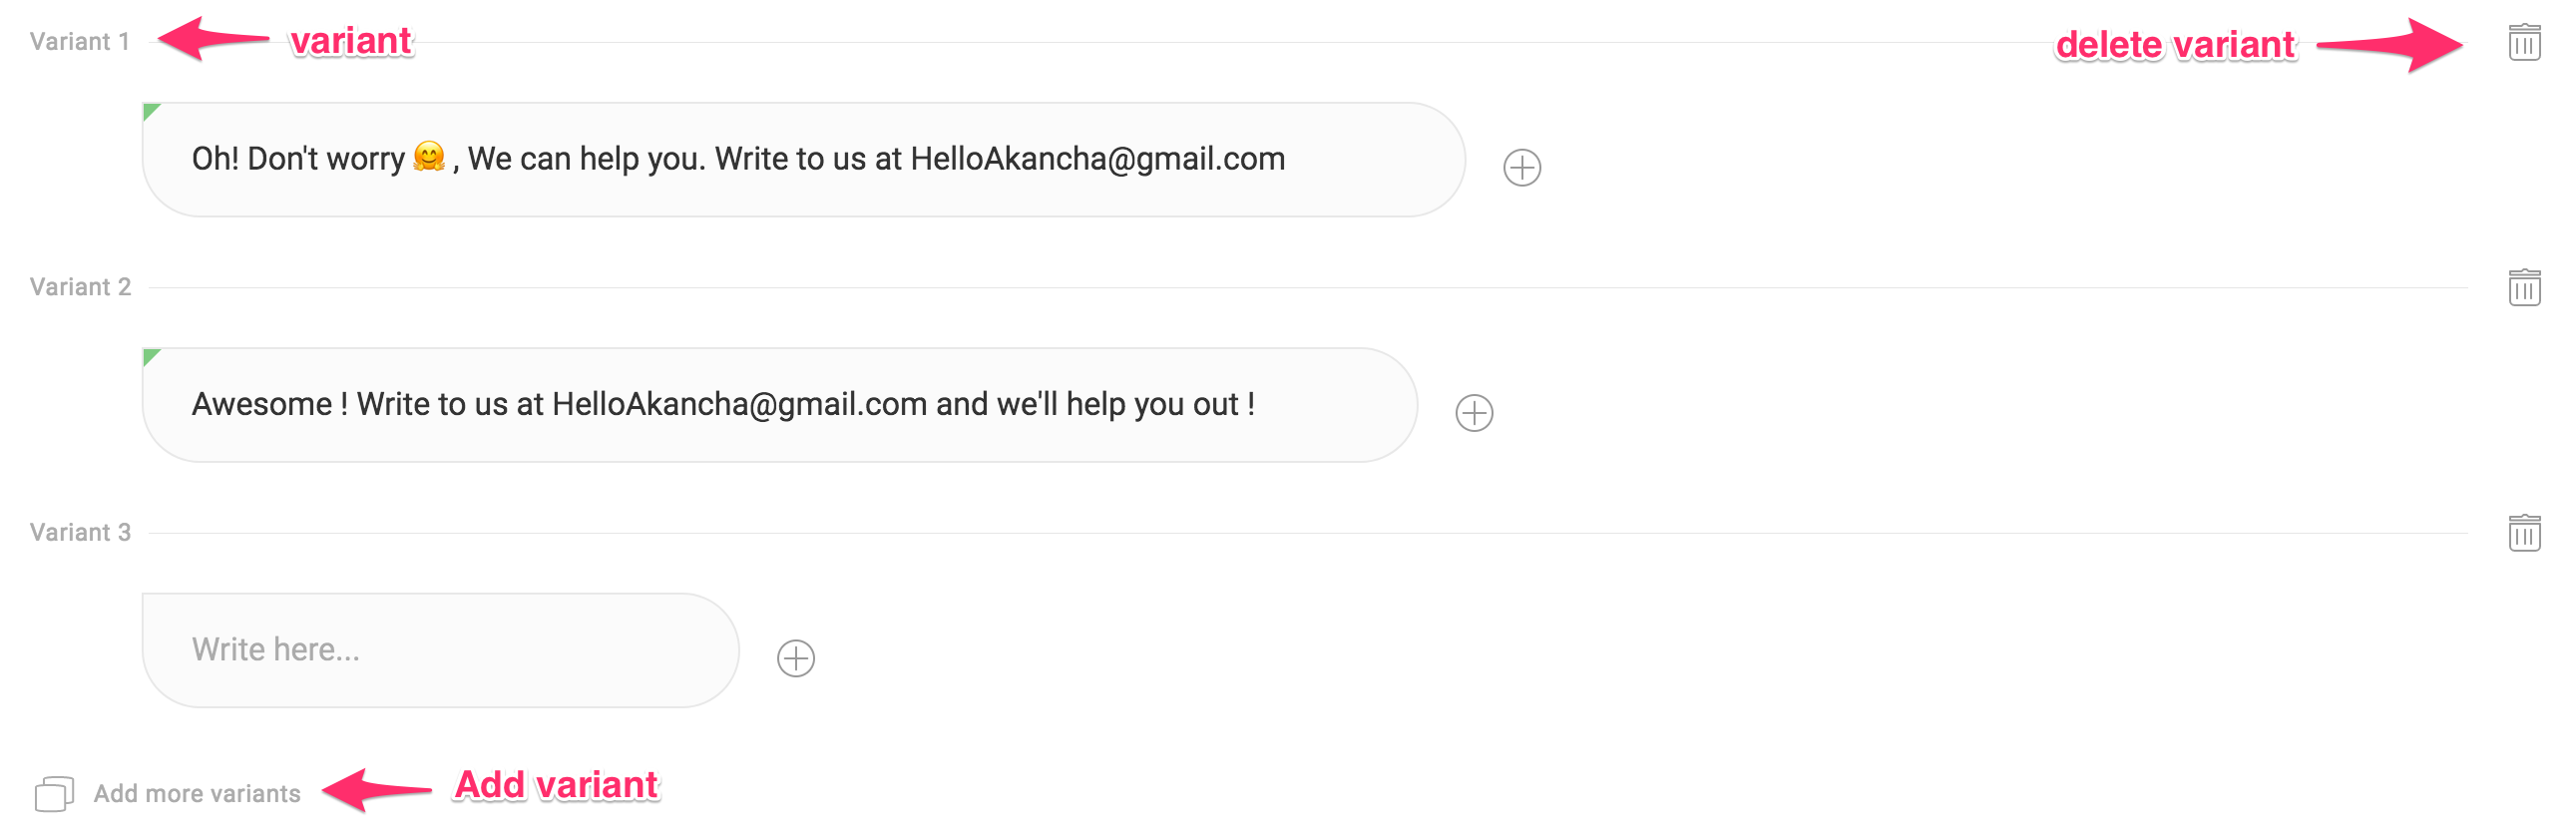 Variant 1 variant delete variant
Oh! Don't worry 🤗 , We can help you. Write to us at HelloAkancha@gmail.com
Variant 2
Awesome ! Write to us at HelloAkancha@gmail.com and we'll help you out !
Variant 3
Write here...
Add more variants Add variant